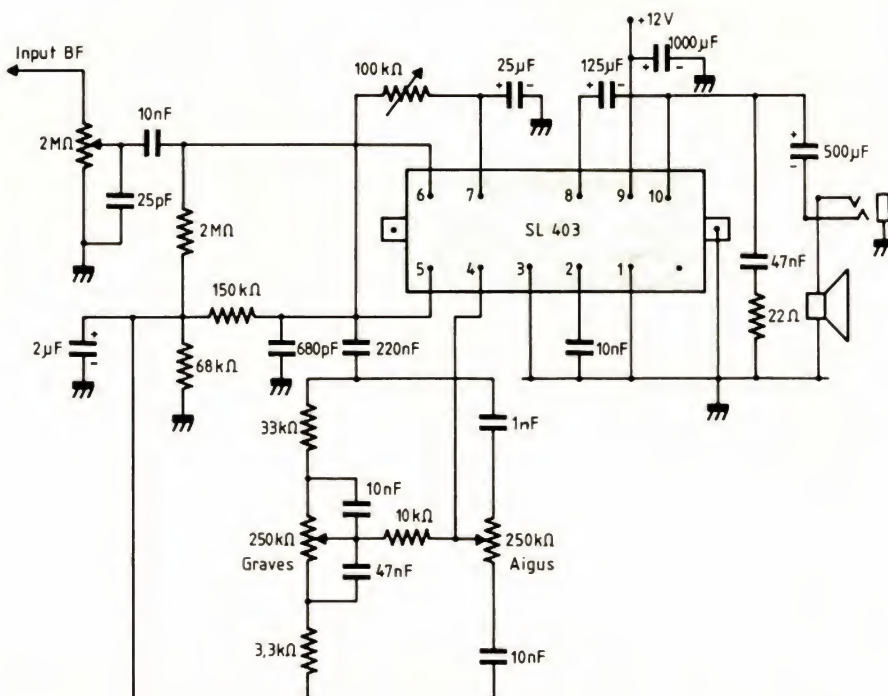 +12V
Input BF
1000µF
100kΩ
25µF
125µF
+ -
+ -
+ -
10nF
2MΩ
+
500µF
-
25pF
6 7 8 9 10
SL 403
2MΩ
5 4 3 2 1
47nF
150kΩ
22Ω
2µF
+
-
680pF
220nF
10nF
68kΩ
33kΩ
1nF
10nF
10kΩ
250kΩ
Graves
250kΩ
Aigus
47nF
3,3kΩ
10nF